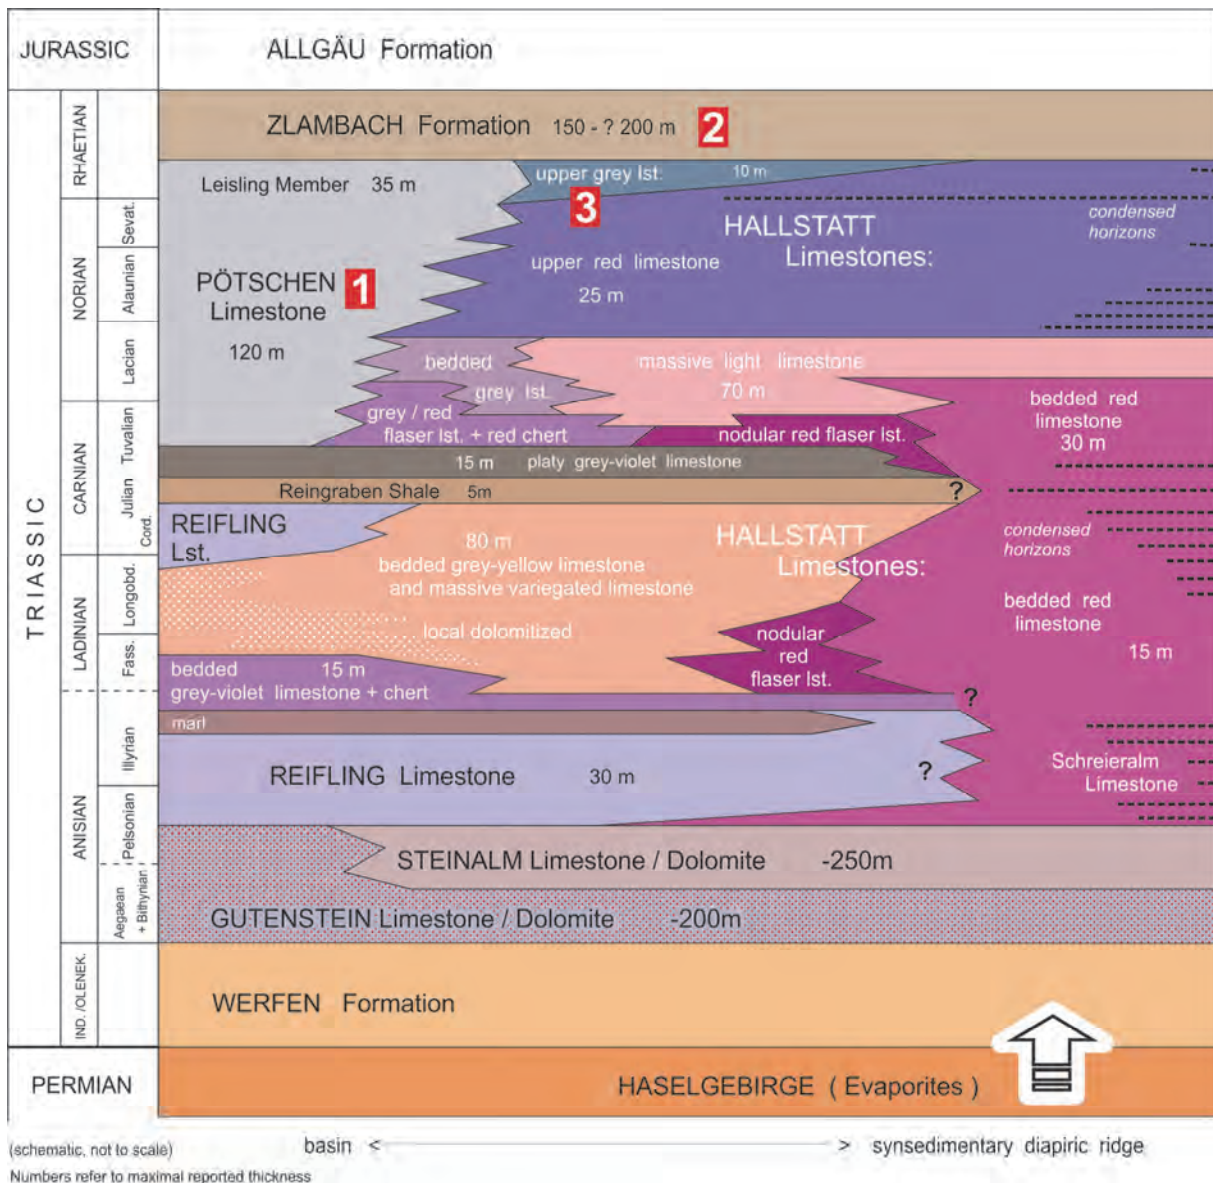 JURASSIC
ALLGÄU Formation
TRIASSIC
RHAETIAN
ZLAMBACH Formation 150 - ? 200 m 2
Leisling Member 35 m
upper grey lst. 10 m
3
NORIAN
Sevat.
Alaunian
Lacian
HALLSTATT
Limestones:
condensed
horizons
upper red limestone
25 m
PÖTSCHEN 1
Limestone
120 m
bedded
grey lst.
massive light limestone
70 m
bedded red
limestone
30 m
grey / red
flaser lst. + red chert
nodular red flaser lst.
CARNIAN
Tuvalian
Julian
Cord.
15 m platy grey-violet limestone
Reingraben Shale 5m
?
REIFLING
Lst.
80 m
bedded grey-yellow limestone
and massive variegated limestone
HALLSTATT
Limestones:
condensed
horizons
LADINIAN
Longobd.
Fass.
local dolomitized
nodular
red
flaser lst.
bedded red
limestone
15 m
bedded 15 m
grey-violet limestone + chert
?
marl
ANISIAN
Illyrian
Pelsonian
Aegaean
+ Bithynian
REIFLING Limestone 30 m
?
Schreieralm
Limestone
STEINALM Limestone / Dolomite -250m
GUTENSTEIN Limestone / Dolomite -200m
IND. /OLENEK.
WERFEN Formation
PERMIAN
HASELGEBIRGE ( Evaporites )
(schematic, not to scale)
basin < > synsedimentary diapiric ridge
Numbers refer to maximal reported thickness